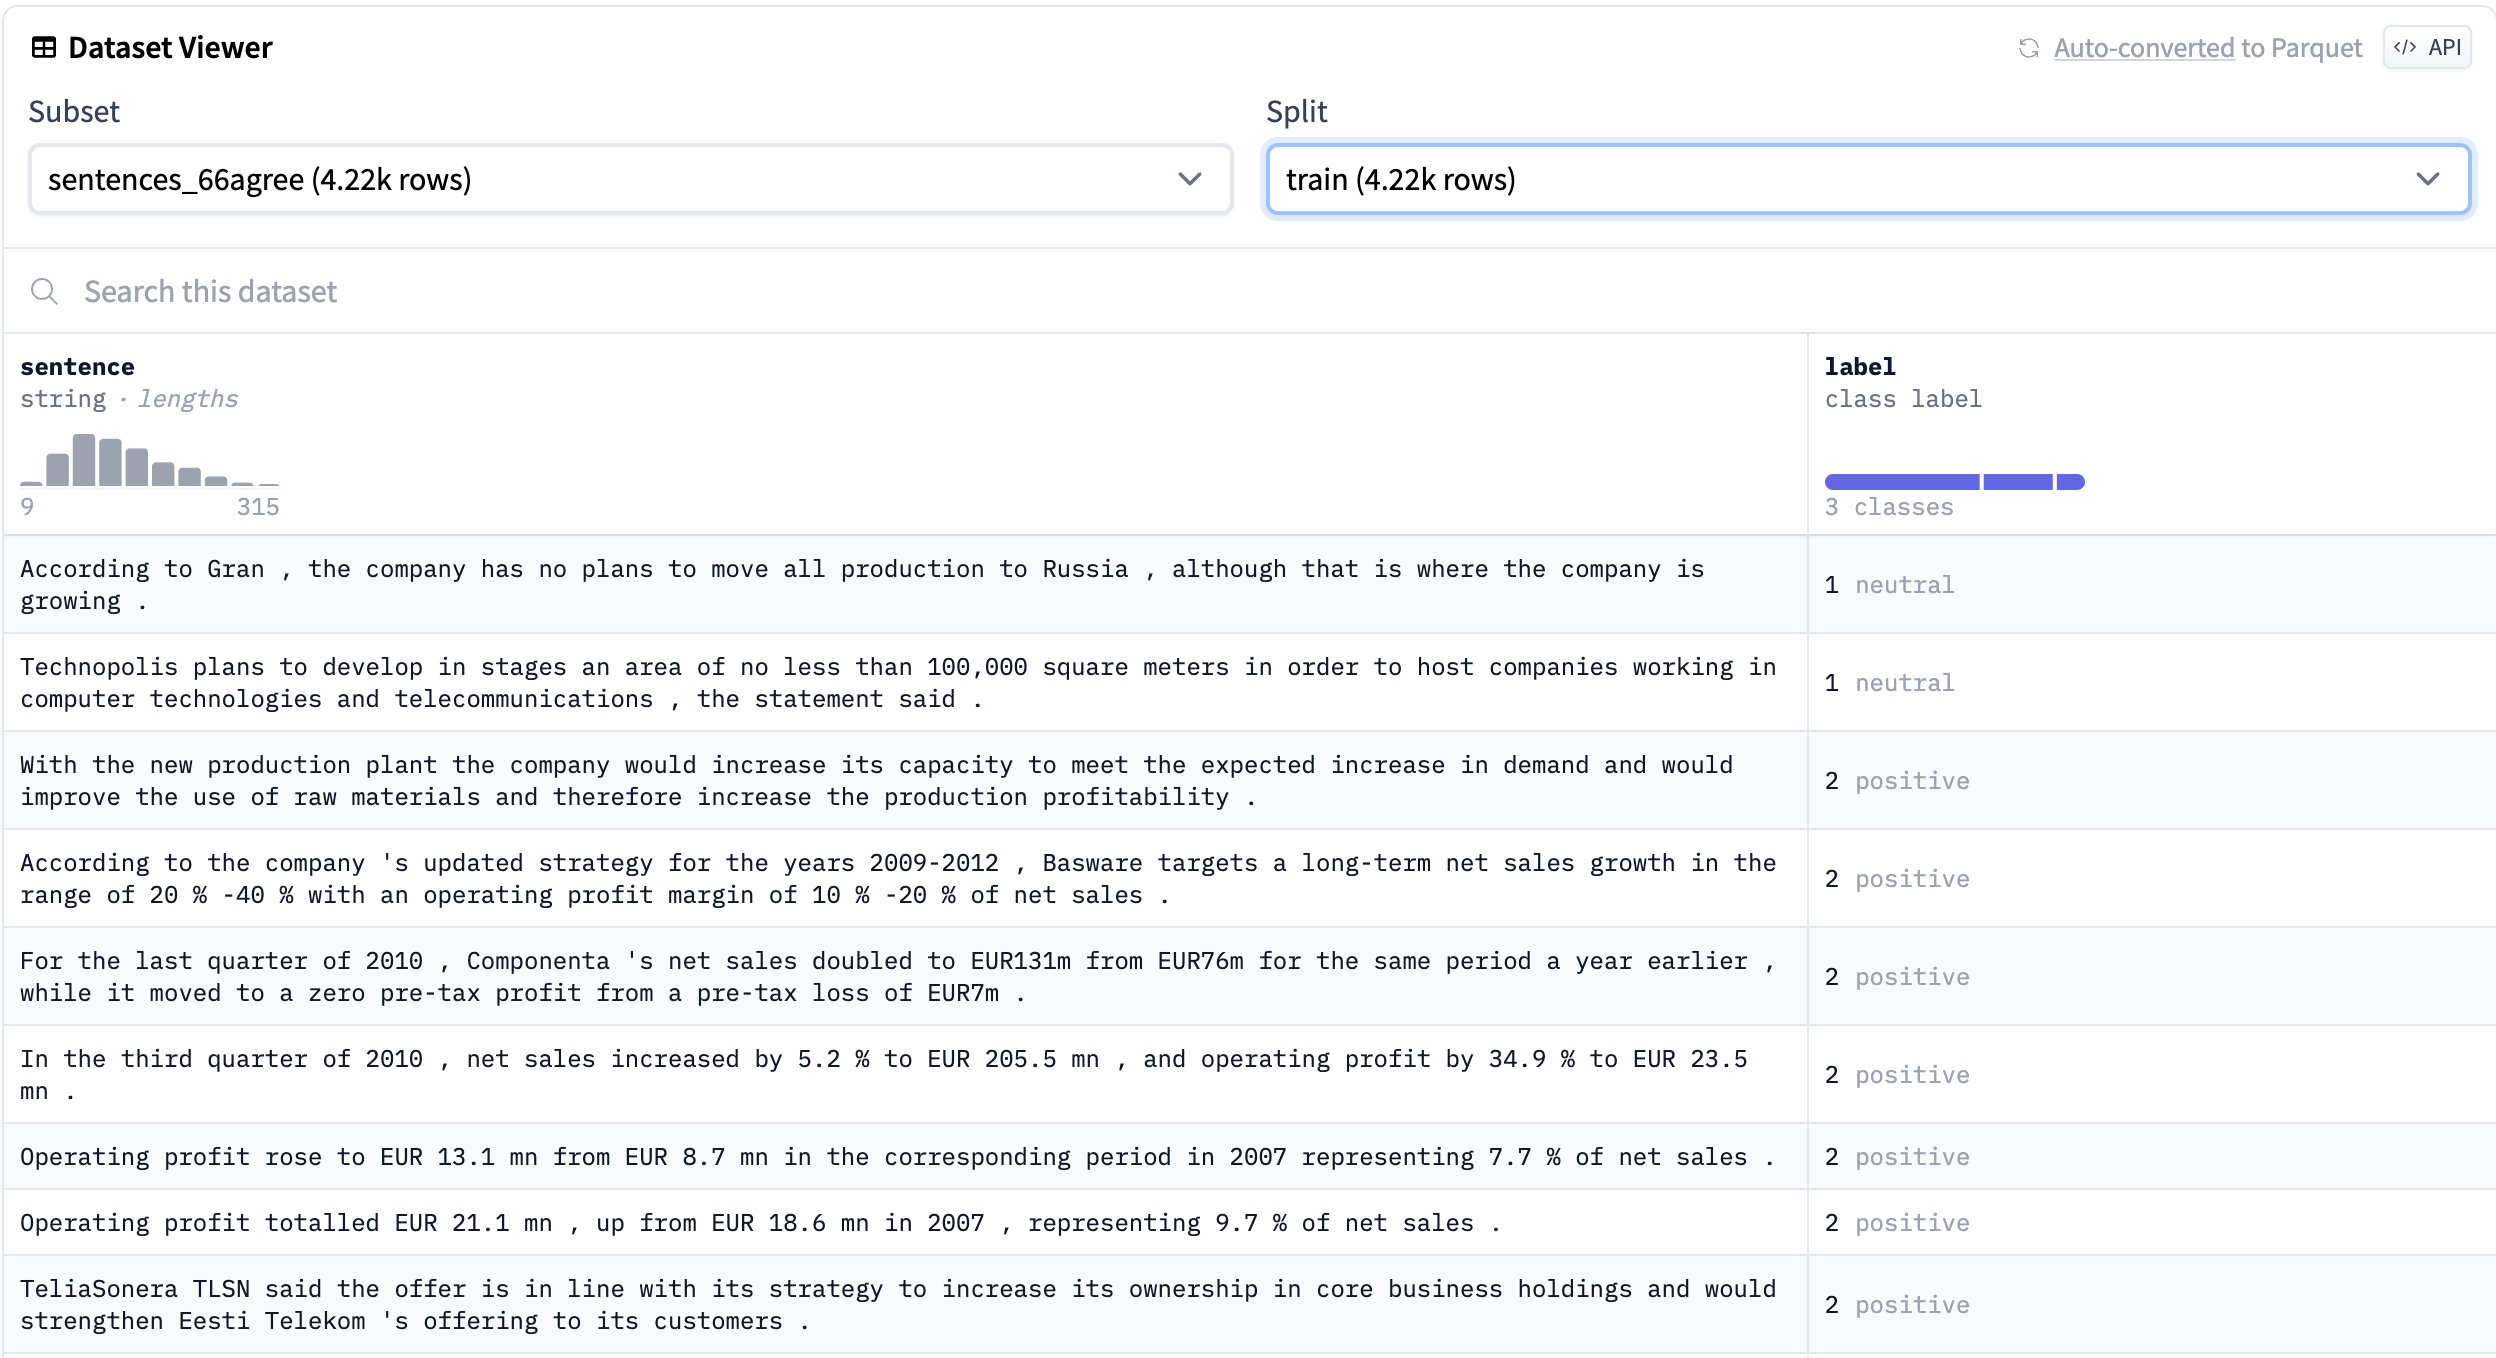 Dataset Viewer
Auto-converted to Parquet
</> API
Subset
Split
sentences_66agree (4.22k rows)
train (4.22k rows)
Search this dataset
sentence
string · lengths
9
315
label
class label
3 classes
According to Gran , the company has no plans to move all production to Russia , although that is where the company is
growing .
1 neutral
Technopolis plans to develop in stages an area of no less than 100,000 square meters in order to host companies working in
computer technologies and telecommunications , the statement said .
1 neutral
With the new production plant the company would increase its capacity to meet the expected increase in demand and would
improve the use of raw materials and therefore increase the production profitability .
2 positive
According to the company 's updated strategy for the years 2009-2012 , Basware targets a long-term net sales growth in the
range of 20 % -40 % with an operating profit margin of 10 % -20 % of net sales .
2 positive
For the last quarter of 2010 , Componenta 's net sales doubled to EUR131m from EUR76m for the same period a year earlier ,
while it moved to a zero pre-tax profit from a pre-tax loss of EUR7m .
2 positive
In the third quarter of 2010 , net sales increased by 5.2 % to EUR 205.5 mn , and operating profit by 34.9 % to EUR 23.5
mn .
2 positive
Operating profit rose to EUR 13.1 mn from EUR 8.7 mn in the corresponding period in 2007 representing 7.7 % of net sales .
2 positive
Operating profit totalled EUR 21.1 mn , up from EUR 18.6 mn in 2007 , representing 9.7 % of net sales .
2 positive
TeliaSonera TLSN said the offer is in line with its strategy to increase its ownership in core business holdings and would
strengthen Eesti Telekom 's offering to its customers .
2 positive